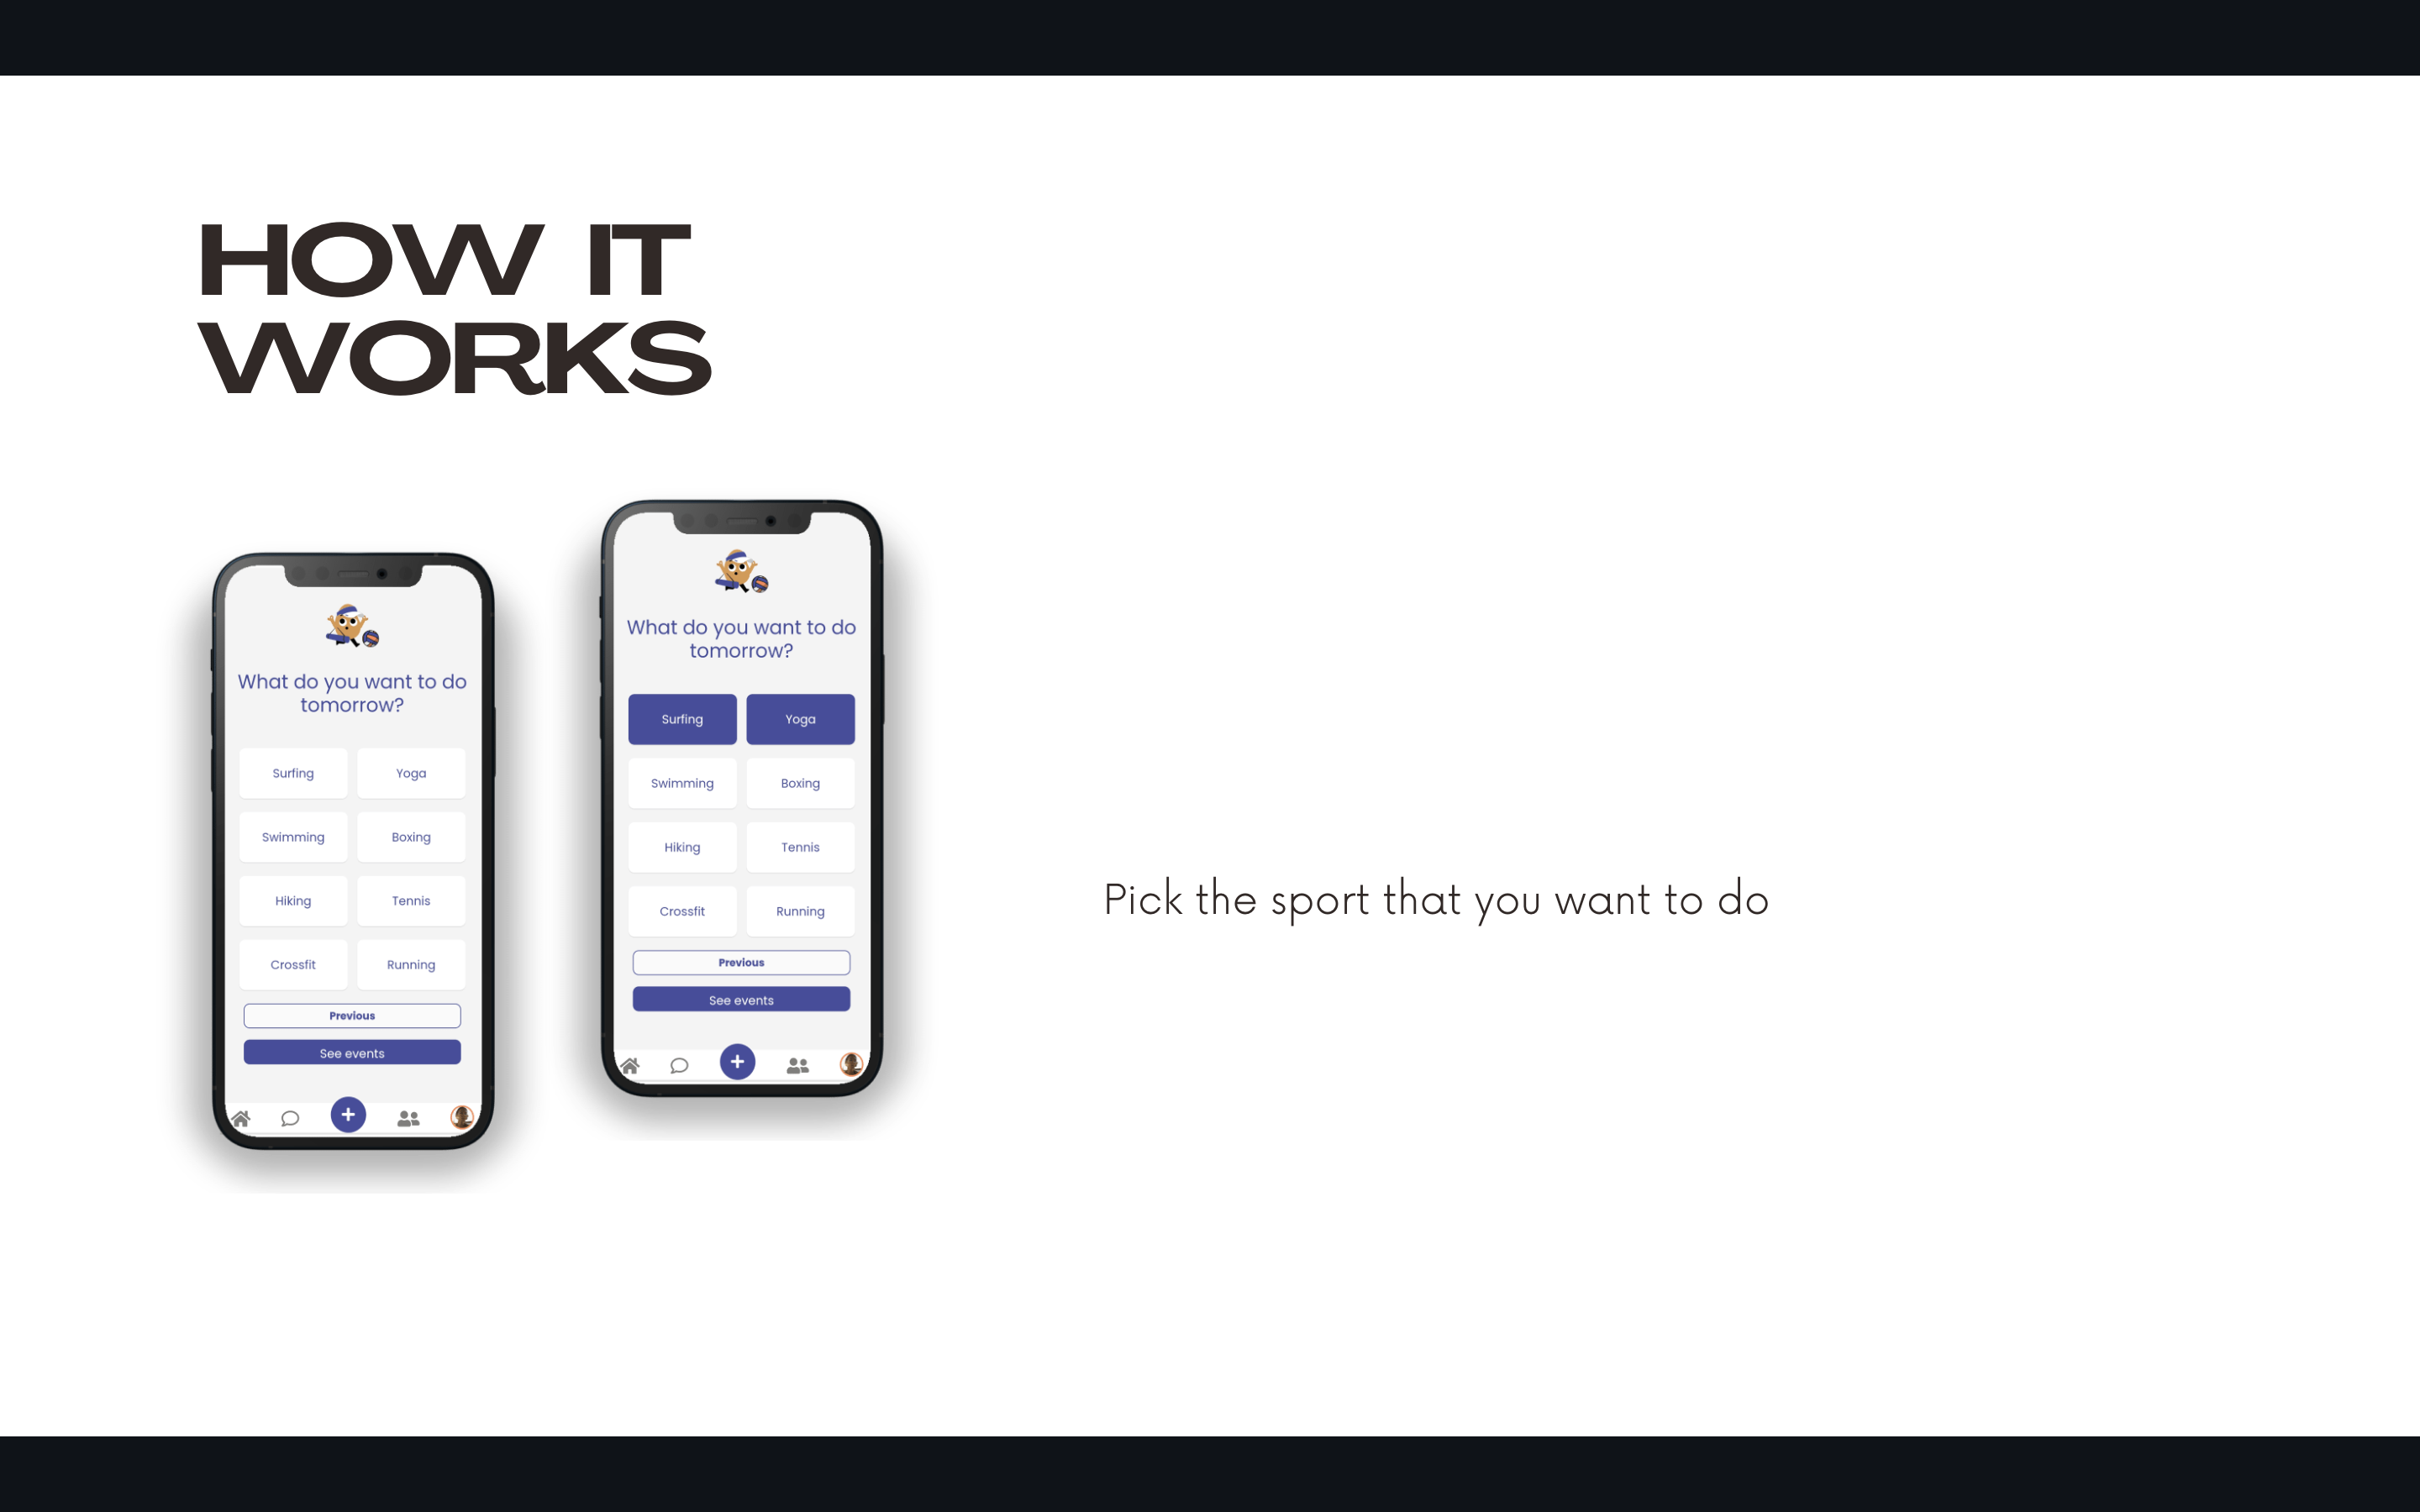 HOW IT
WORKS
What do you want to do
tomorrow?
Surfing
Yoga
Swimming
Boxing
Hiking
Tennis
Crossfit
Running
Previous
See events
What do you want to do
tomorrow?
Surfing
Yoga
Swimming
Boxing
Hiking
Tennis
Crossfit
Running
Previous
See events
Pick the sport that you want to do